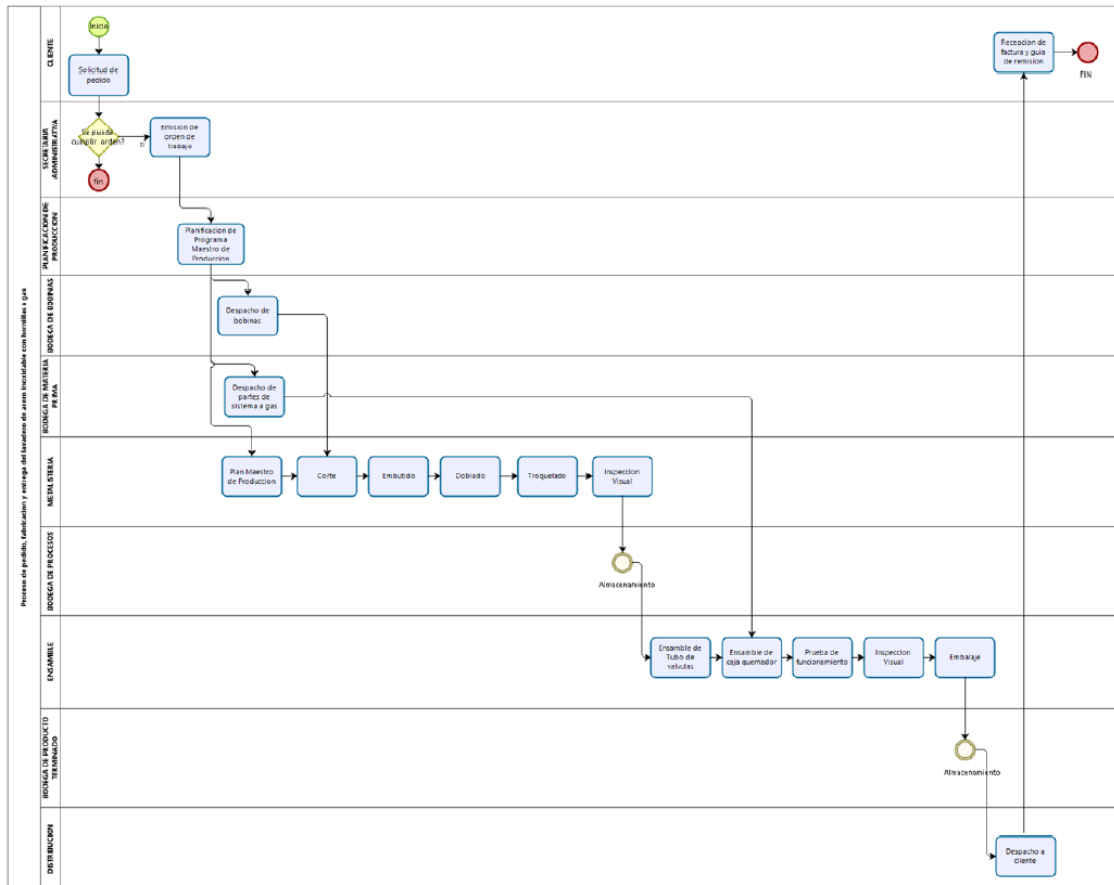 Proceso de pedido, fabricacion y entrega del lavadero de acero inoxidable con hornillas a gas
CLIENTE
Inicio
Solicitud de
pedido
Recepcion de
factura y guia
de remision
FIN
SECRETARIA
ADMINISTRATIVA
Se puede
cumplir orden?
Emision de
orden de
trabajo
fin
PLANIFICACION DE
PRODUCCION
Planificacion de
Programa
Maestro de
Produccion
BODEGA DE BOBINAS
Despacho de
bobinas
BODEGA DE MATERIA
PRIMA
Despacho de
partes de
sistema a gas
METALISTERIA
Plan Maestro
de Produccion
Corte
Embutido
Doblado
Troquelado
Inspeccion
Visual
BODEGA DE PROCESOS
Almacenamiento
ENSAMBLE
Ensamble de
Tubo de
valvulas
Ensamble de
caja quemador
Prueba de
funcionamiento
Inspeccion
Visual
Embalaje
BODEGA DE PRODUCTO
TERMINADO
Almacenamiento
DISTRIBUCION
Despacho a
cliente